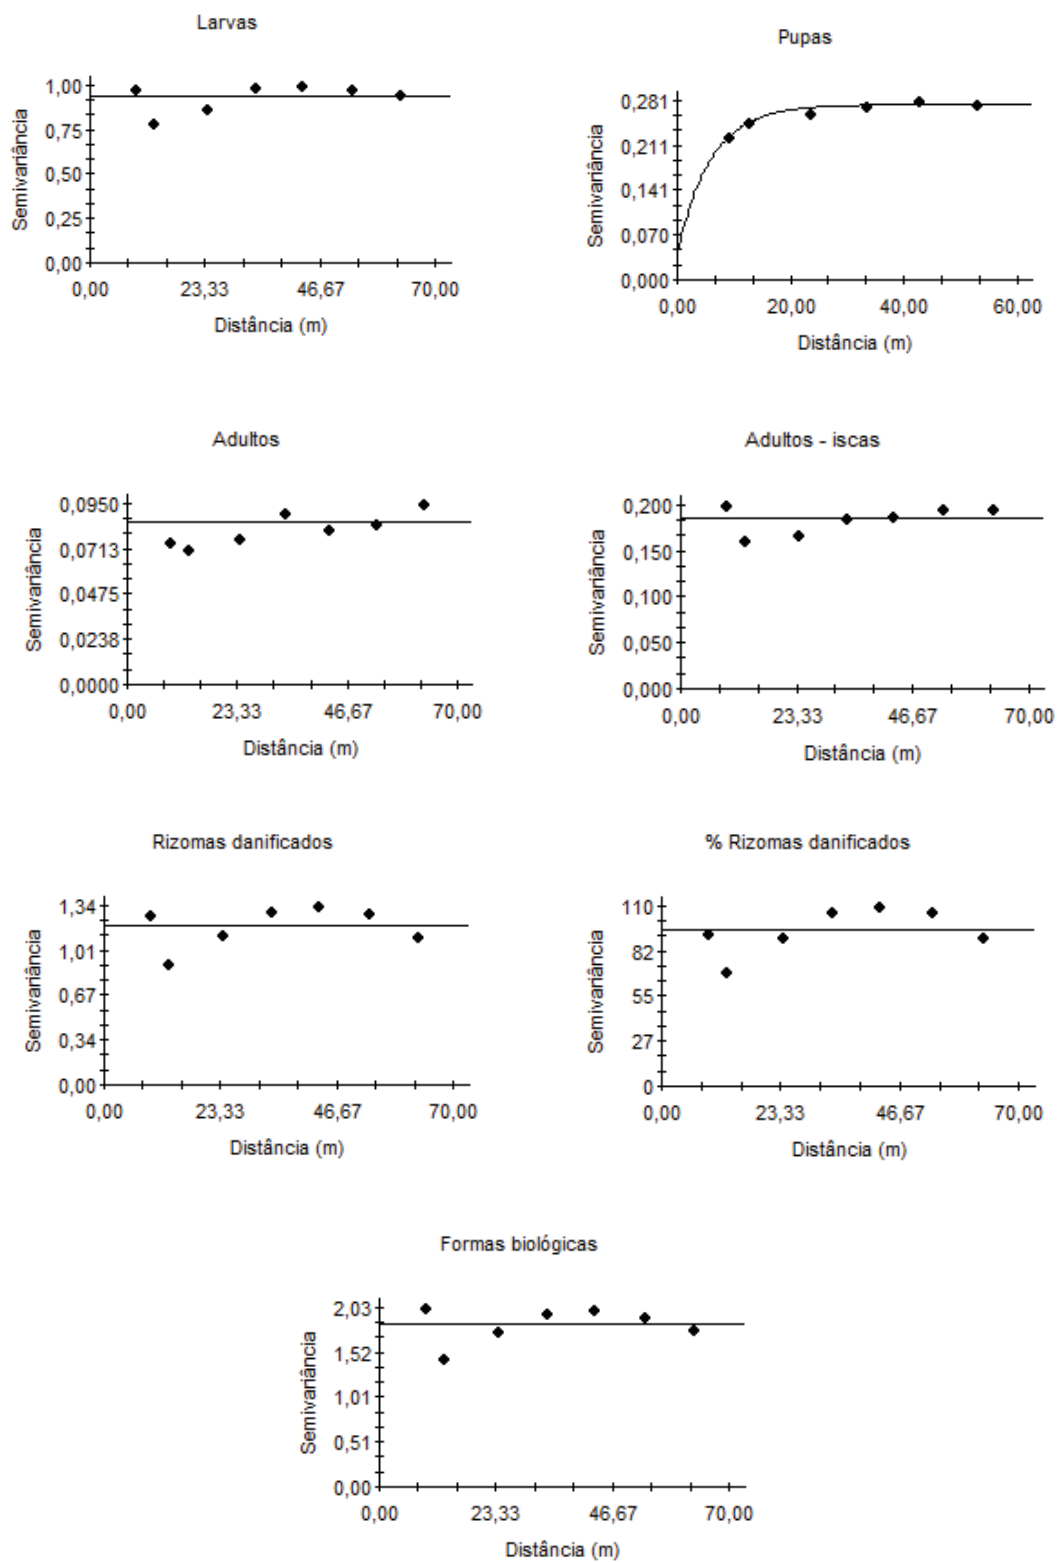 Larvas
1,00
0,75
0,50
0,25
0,00
Semivariância
0,00 23,33 46,67 70,00
Distância (m)
Pupas
0,281
0,211
0,141
0,070
0,000
Semivariância
0,00 20,00 40,00 60,00
Distância (m)
Adultos
0,0950
0,0713
0,0475
0,0238
0,0000
Semivariância
0,00 23,33 46,67 70,00
Distância (m)
Adultos - iscas
0,200
0,150
0,100
0,050
0,000
Semivariância
0,00 23,33 46,67 70,00
Distância (m)
Rizomas danificados
1,34
1,01
0,67
0,34
0,00
Semivariância
0,00 23,33 46,67 70,00
Distância (m)
% Rizomas danificados
110
82
55
27
0
Semivariância
0,00 23,33 46,67 70,00
Distância (m)
Formas biológicas
2,03
1,52
1,01
0,51
0,00
Semivariância
0,00 23,33 46,67 70,00
Distância (m)